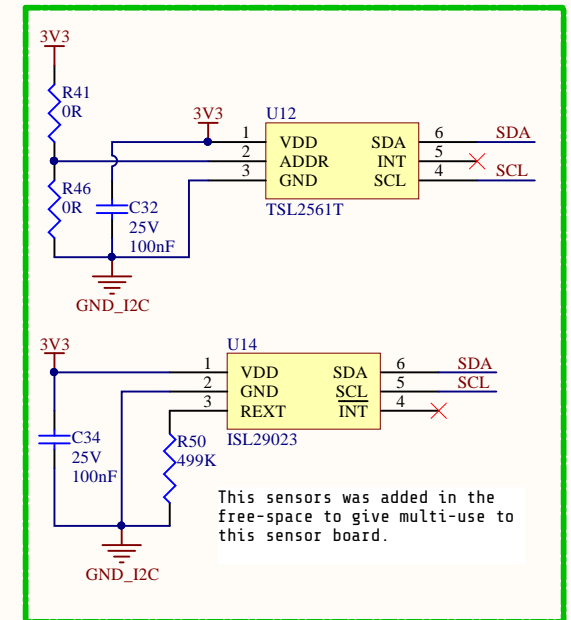 3V3
R41
0R
R46
0R
3V3
C32
25V
100nF
U12
1 VDD SDA 6 SDA
2 ADDR INT 5
3 GND SCL 4 SCL
TSL2561T
GND_I2C
3V3
U14
1 VDD SDA 6 SDA
2 GND SCL 5 SCL
3 REXT INT 4
ISL29023
C34
25V
100nF
R50
499K
This sensors was added in the
free-space to give multi-use to
this sensor board.
GND_I2C